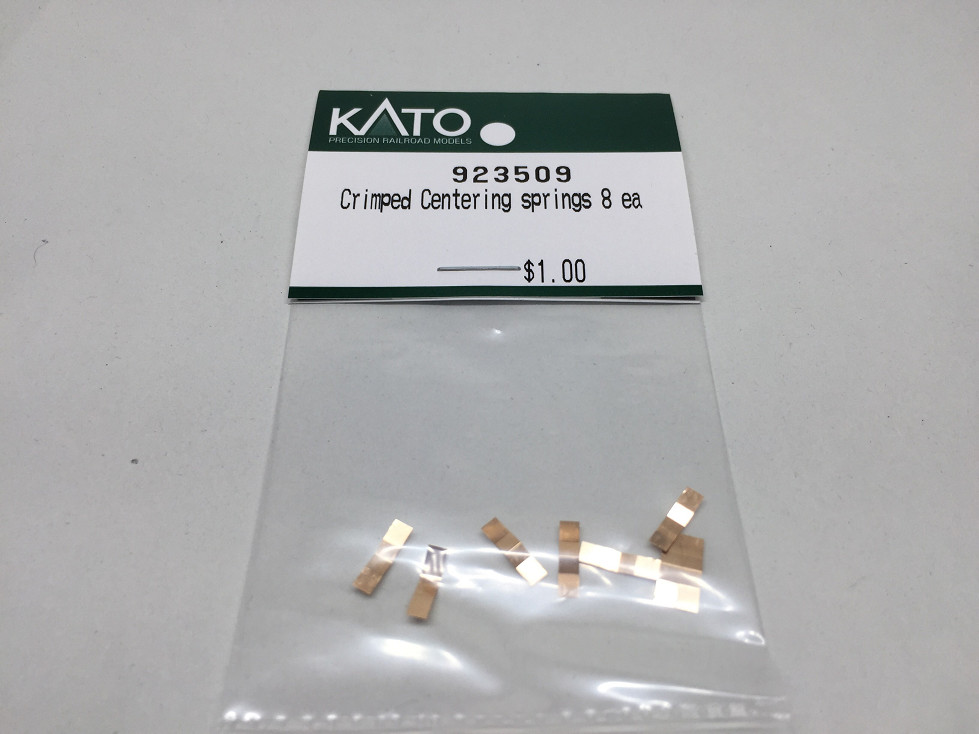 KATO
PRECISION RAILROAD MODELS
923509
Crimped Centering springs 8 ea
$1.00